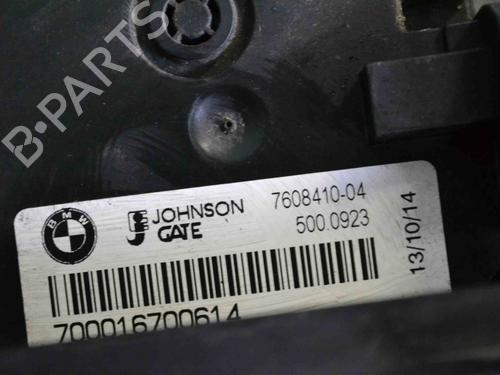 B·PARTS
BMW
JOHNSON 7608410-04
GATE 500.0923
13/10/14
700016700614